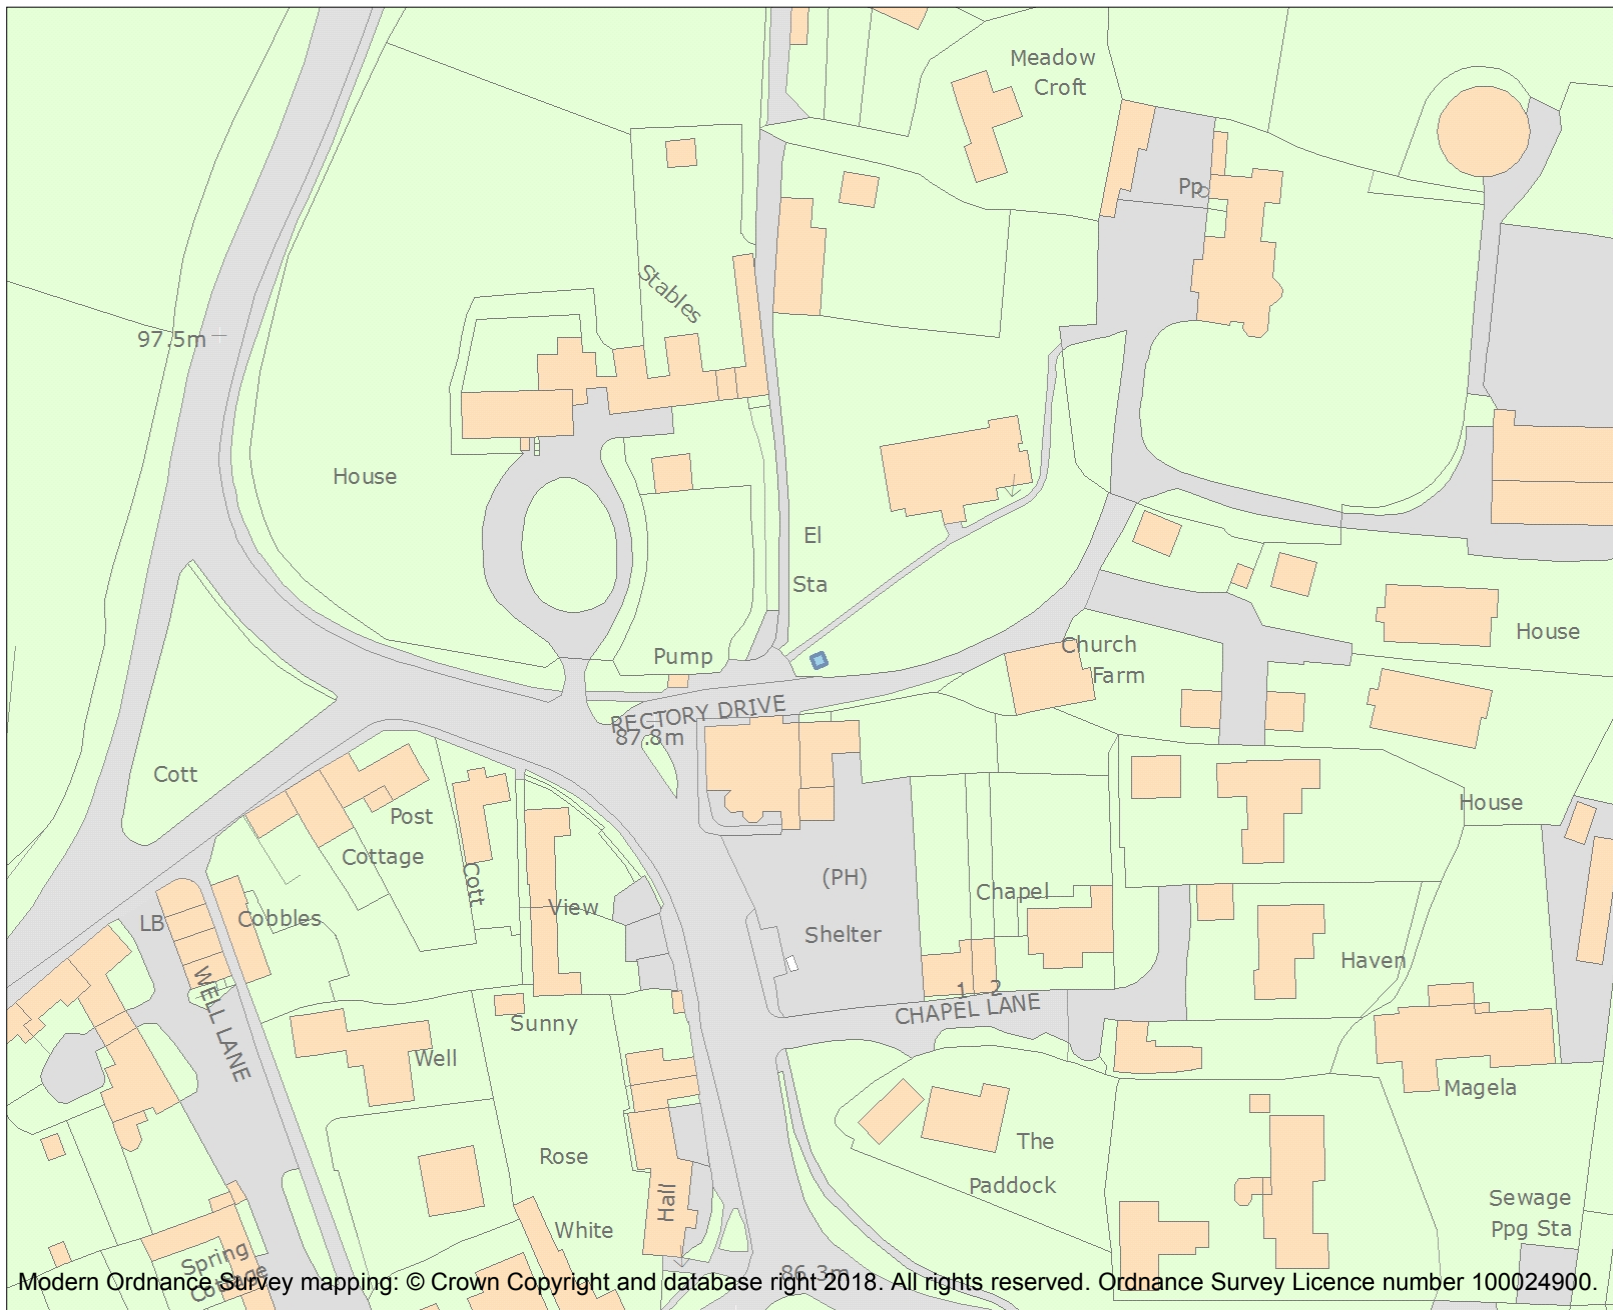 Meadow
Croft
Pp
Stables
97.5m
House
El
Sta
Church
Farm
House
Pump
RECTORY DRIVE
87.8m
Cott
Post
Cottage
House
Cott
(PH)
Chapel
View
LB
Cobbles
Shelter
Haven
WELL LANE
1
2
CHAPEL LANE
Sunny
Well
Magela
The
Paddock
Rose
Hall
White
Sewage
Ppg Sta
Spring
Cottage
86.3m
Modern Ordnance Survey mapping: © Crown Copyright and database right 2018. All rights reserved. Ordnance Survey Licence number 100024900.